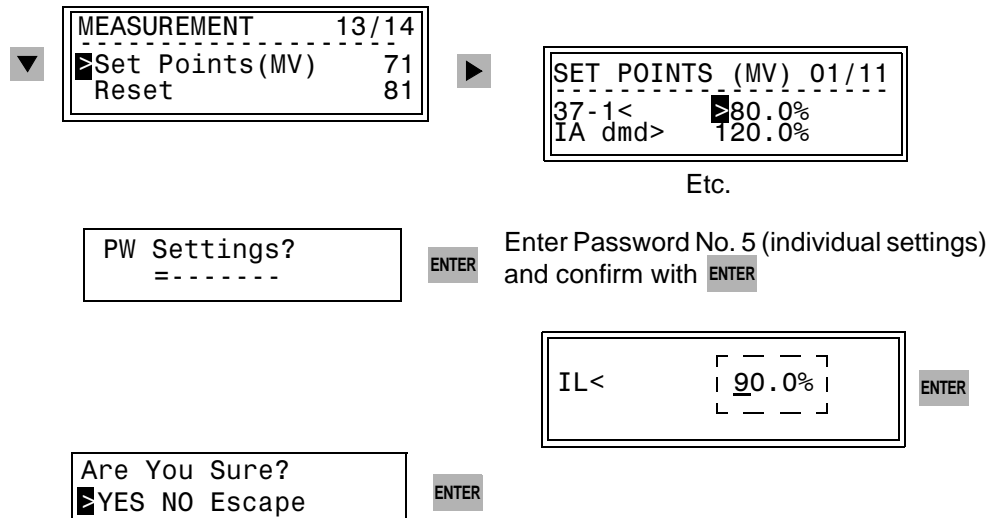 MEASUREMENT 13/14
---------------------
>Set Points(MV) 71
Reset 81
SET POINTS (MV) 01/11
---------------------
37-1< >80.0%
IA dmd> 120.0%
Etc.
PW Settings?
=-------
ENTER
Enter Password No. 5 (individual settings)
and confirm with ENTER
IL< 90.0%
ENTER
Are You Sure?
>YES NO Escape
ENTER